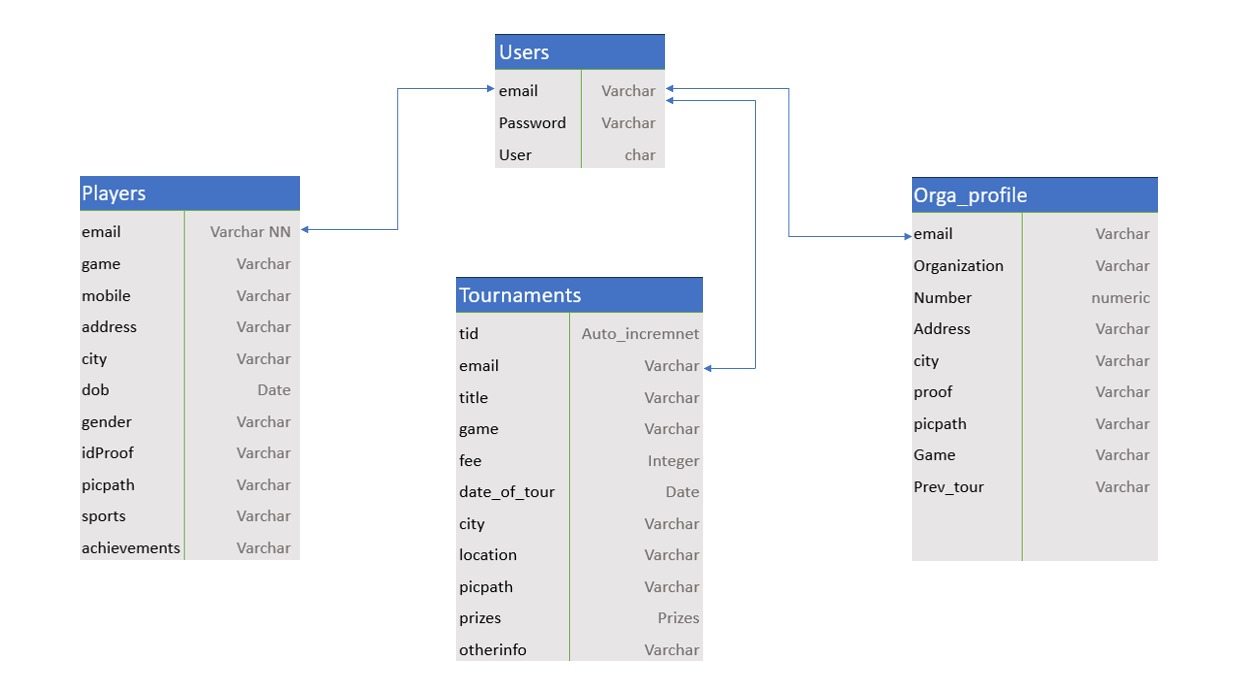 Users
email Varchar
Password Varchar
User char
Players
email Varchar NN
game Varchar
mobile Varchar
address Varchar
city Varchar
dob Date
gender Varchar
idProof Varchar
picpath Varchar
sports Varchar
achievements Varchar
Tournaments
tid Auto_incremnet
email Varchar
title Varchar
game Varchar
fee Integer
date_of_tour Date
city Varchar
location Varchar
picpath Varchar
prizes Prizes
otherinfo Varchar
Orga_profile
email Varchar
Organization Varchar
Number numeric
Address Varchar
city Varchar
proof Varchar
picpath Varchar
Game Varchar
Prev_tour Varchar